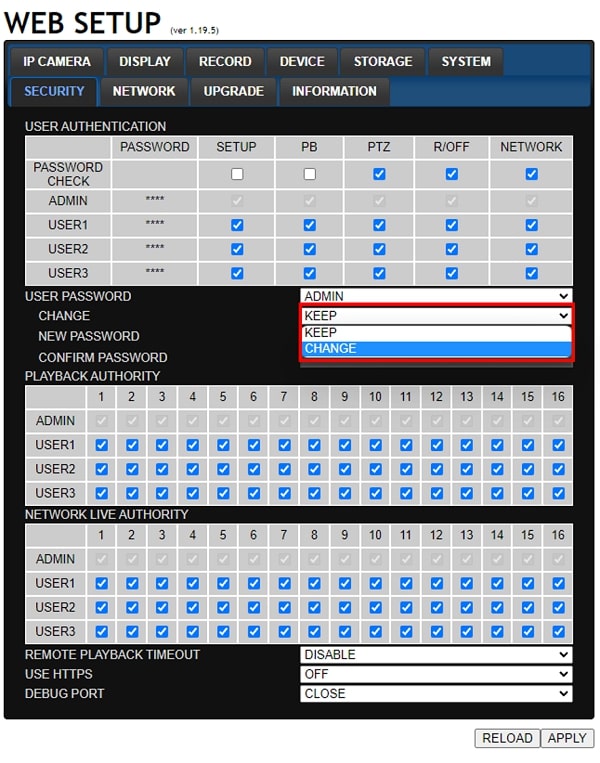 WEB SETUP (ver 1.19.5)
IP CAMERA DISPLAY RECORD DEVICE STORAGE SYSTEM
SECURITY NETWORK UPGRADE INFORMATION
USER AUTHENTICATION
PASSWORD SETUP PB PTZ R/OFF NETWORK
PASSWORD
CHECK
ADMIN ****
USER1 ****
USER2 ****
USER3 ****
USER PASSWORD ADMIN
CHANGE KEEP
KEEP
NEW PASSWORD
CHANGE
CONFIRM PASSWORD
PLAYBACK AUTHORITY
1 2 3 4 5 6 7 8 9 10 11 12 13 14 15 16
ADMIN
USER1
USER2
USER3
NETWORK LIVE AUTHORITY
1 2 3 4 5 6 7 8 9 10 11 12 13 14 15 16
ADMIN
USER1
USER2
USER3
REMOTE PLAYBACK TIMEOUT DISABLE
USE HTTPS OFF
DEBUG PORT CLOSE
RELOAD APPLY